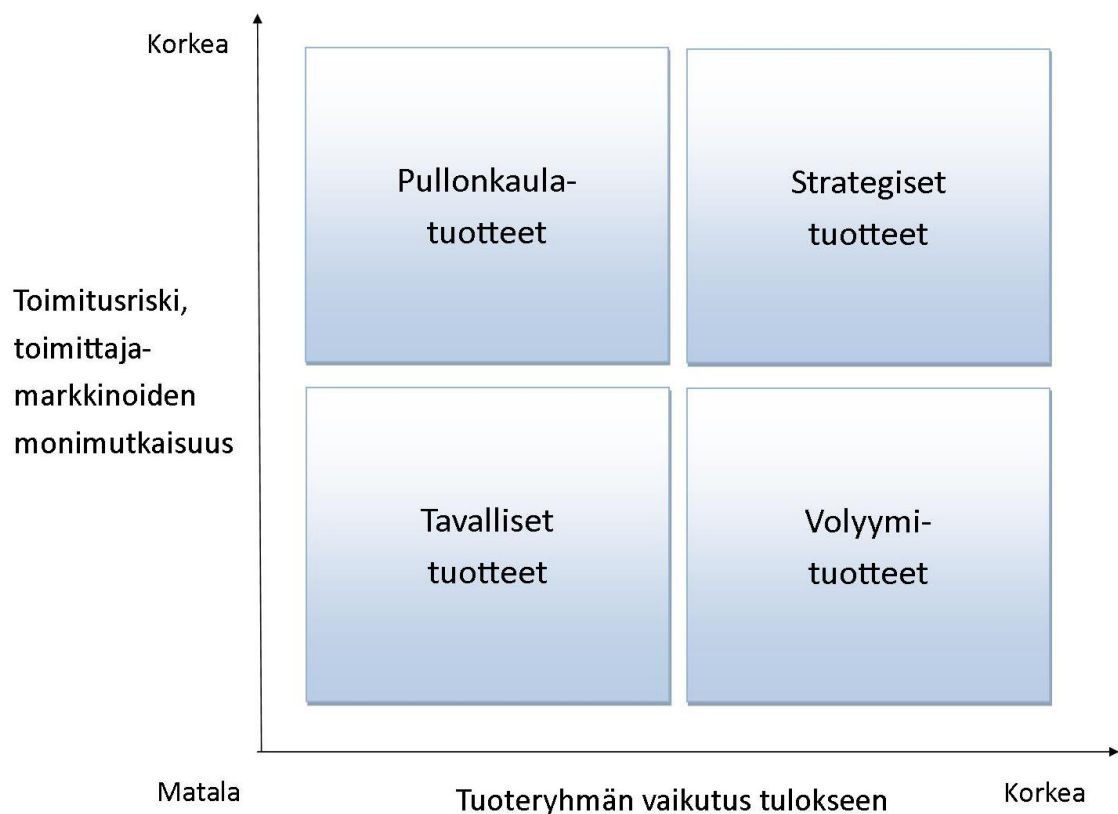 Korkea
Pullonkaula-
tuotteet
Strategiset
tuotteet
Toimitusriski,
toimittaja-
markkinoiden
monimutkaisuus
Tavalliset
tuotteet
Volyymi-
tuotteet
Matala
Tuoteryhmän vaikutus tulokseen
Korkea